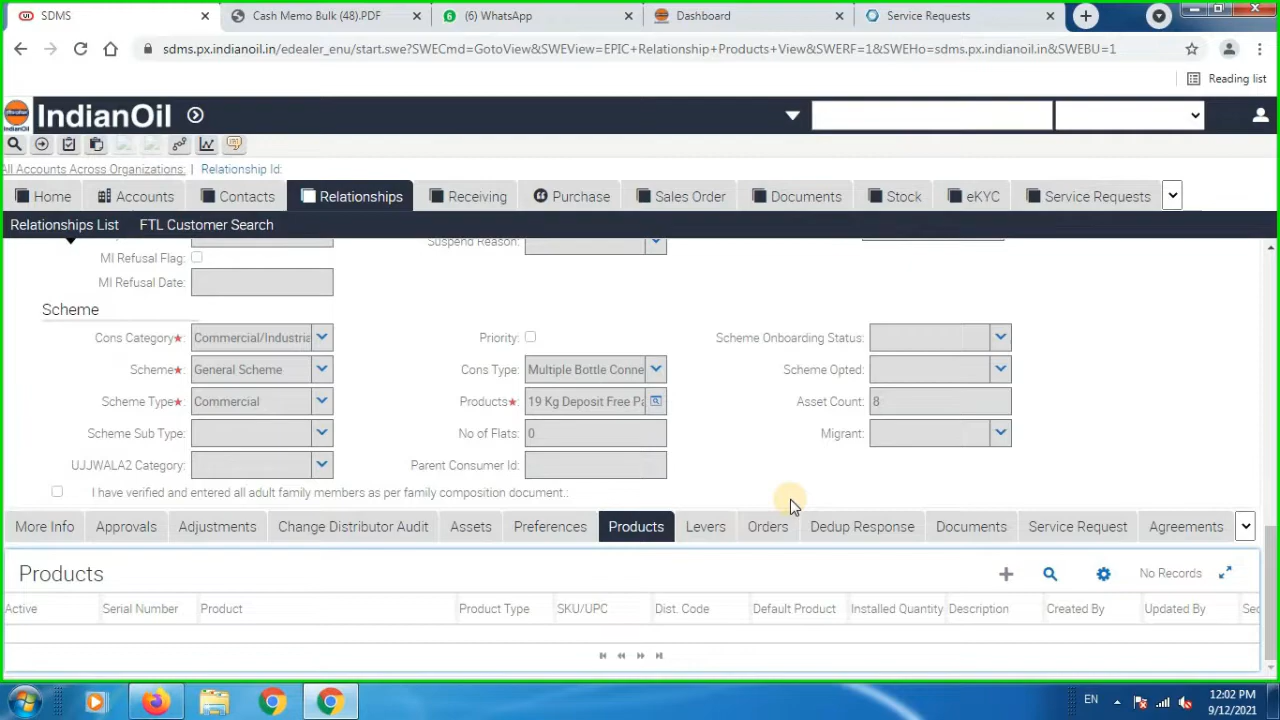 SDMS
Cash Memo Bulk (48).PDF
(6) WhatsApp
Dashboard
Service Requests
sdms.px.indianoil.in/edealer_enu/start.swe?SWECmd=GotoView&SWEView=EPIC+Relationship+Products+View&SWERF=1&SWEHo=sdms.px.indianoil.in&SWEBU=1
Reading list
IndianOil
All Accounts Across Organizations: | Relationship Id:
Home Accounts Contacts Relationships Receiving Purchase Sales Order Documents Stock eKYC Service Requests
Relationships List FTL Customer Search
Suspend Reason:
MI Refusal Flag:
MI Refusal Date:
Scheme
Cons Category★: Commercial/Industria Priority: Scheme Onboarding Status:
Scheme★: General Scheme Cons Type: Multiple Bottle Conne Scheme Opted:
Scheme Type★: Commercial Products★: 19 Kg Deposit Free Pa Asset Count: 8
Scheme Sub Type: No of Flats: 0 Migrant:
UJJWALA2 Category: Parent Consumer Id:
I have verified and entered all adult family members as per family composition document.:
More Info Approvals Adjustments Change Distributor Audit Assets Preferences Products Levers Orders Dedup Response Documents Service Request Agreements
Products No Records
Active Serial Number Product Product Type SKU/UPC Dist. Code Default Product Installed Quantity Description Created By Updated By Sec
EN 12:02 PM
9/12/2021